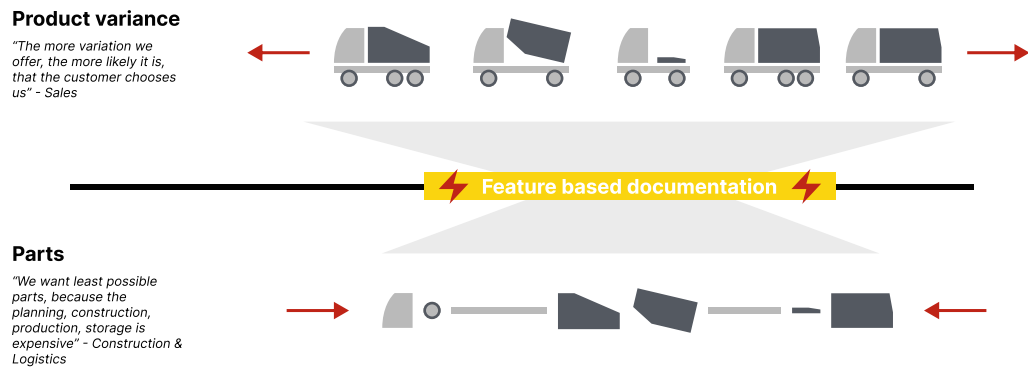 Product variance
“The more variation we
offer, the more likely it is,
that the customer chooses
us” - Sales
Feature based documentation
Parts
“We want least possible
parts, because the
planning, construction,
production, storage is
expensive” - Construction &
Logistics